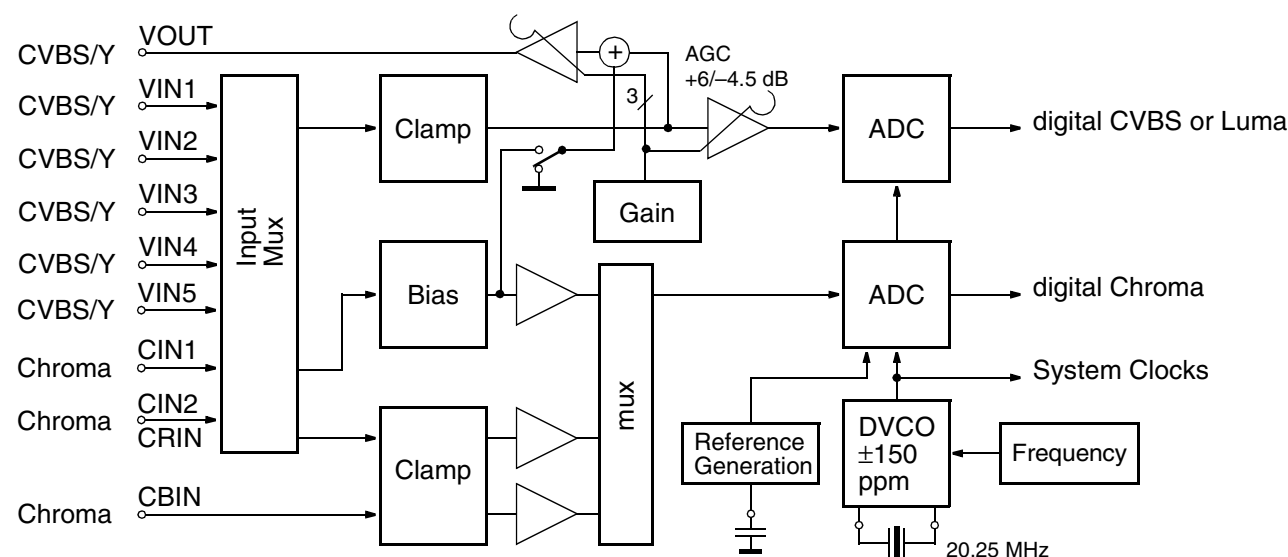 CVBS/Y VOUT
CVBS/Y VIN1
CVBS/Y VIN2
CVBS/Y VIN3
CVBS/Y VIN4
CVBS/Y VIN5
Chroma CIN1
Chroma CIN2
CRIN
Chroma CBIN
Input
Mux
Clamp
Bias
Clamp
+
3
AGC
+6/–4.5 dB
Gain
mux
ADC
digital CVBS or Luma
ADC
digital Chroma
System Clocks
Reference
Generation
DVCO
±150
ppm
Frequency
20.25 MHz